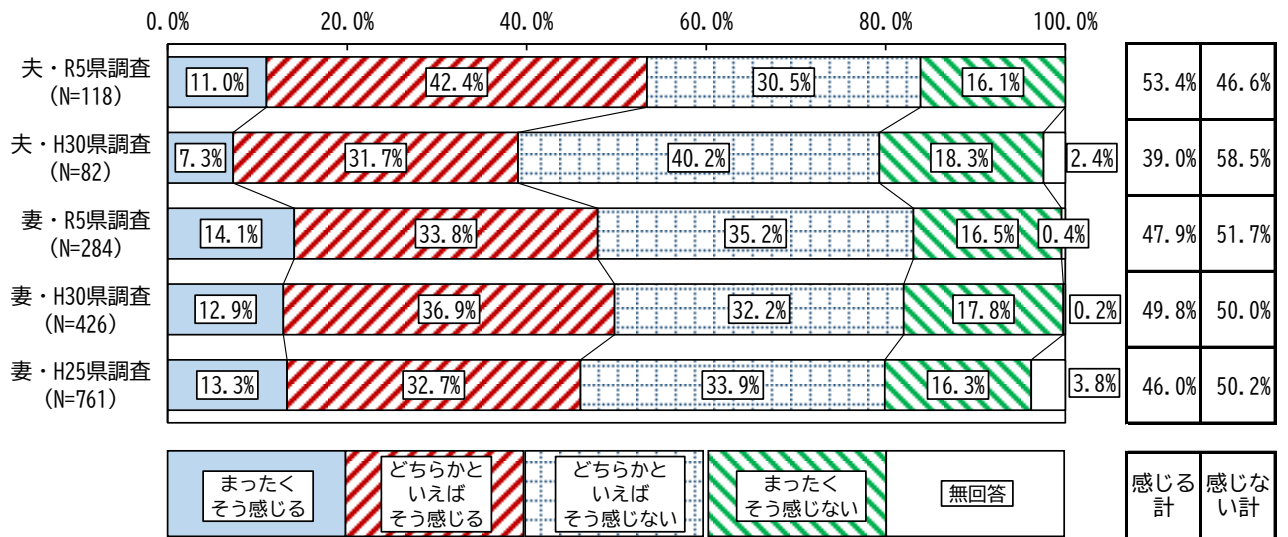 0.0% 20.0% 40.0% 60.0% 80.0% 100.0%
夫・R5県調査
(N=118)
11.0% 42.4% 30.5% 16.1% 53.4% 46.6%
夫・H30県調査
(N=82)
7.3% 31.7% 40.2% 18.3% 2.4% 39.0% 58.5%
妻・R5県調査
(N=284)
14.1% 33.8% 35.2% 16.5% 0.4% 47.9% 51.7%
妻・H30県調査
(N=426)
12.9% 36.9% 32.2% 17.8% 0.2% 49.8% 50.0%
妻・H25県調査
(N=761)
13.3% 32.7% 33.9% 16.3% 3.8% 46.0% 50.2%
まったく
そう感じる
どちらかと
いえば
そう感じる
どちらかと
いえば
そう感じない
まったく
そう感じない
無回答
感じる
計
感じな
い計